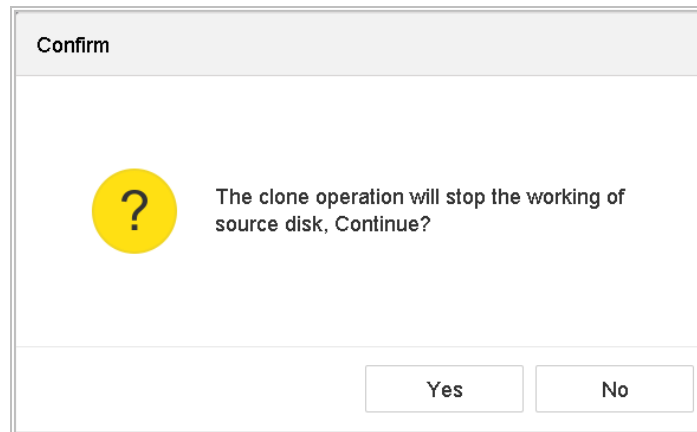 Confirm
?
The clone operation will stop the working of
source disk, Continue?
Yes
No